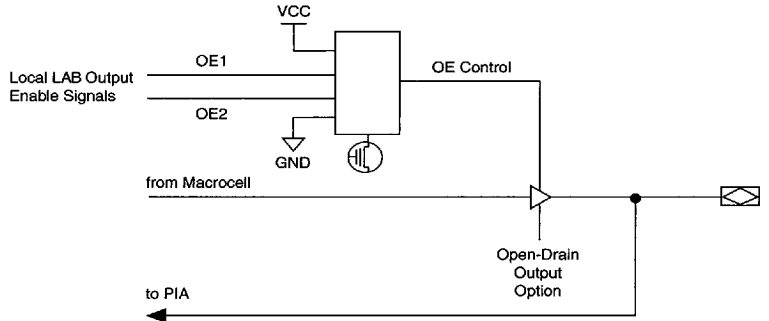 VCC
OE1
Local LAB Output
Enable Signals
OE2
OE Control
GND
from Macrocell
Open-Drain
Output
Option
to PIA